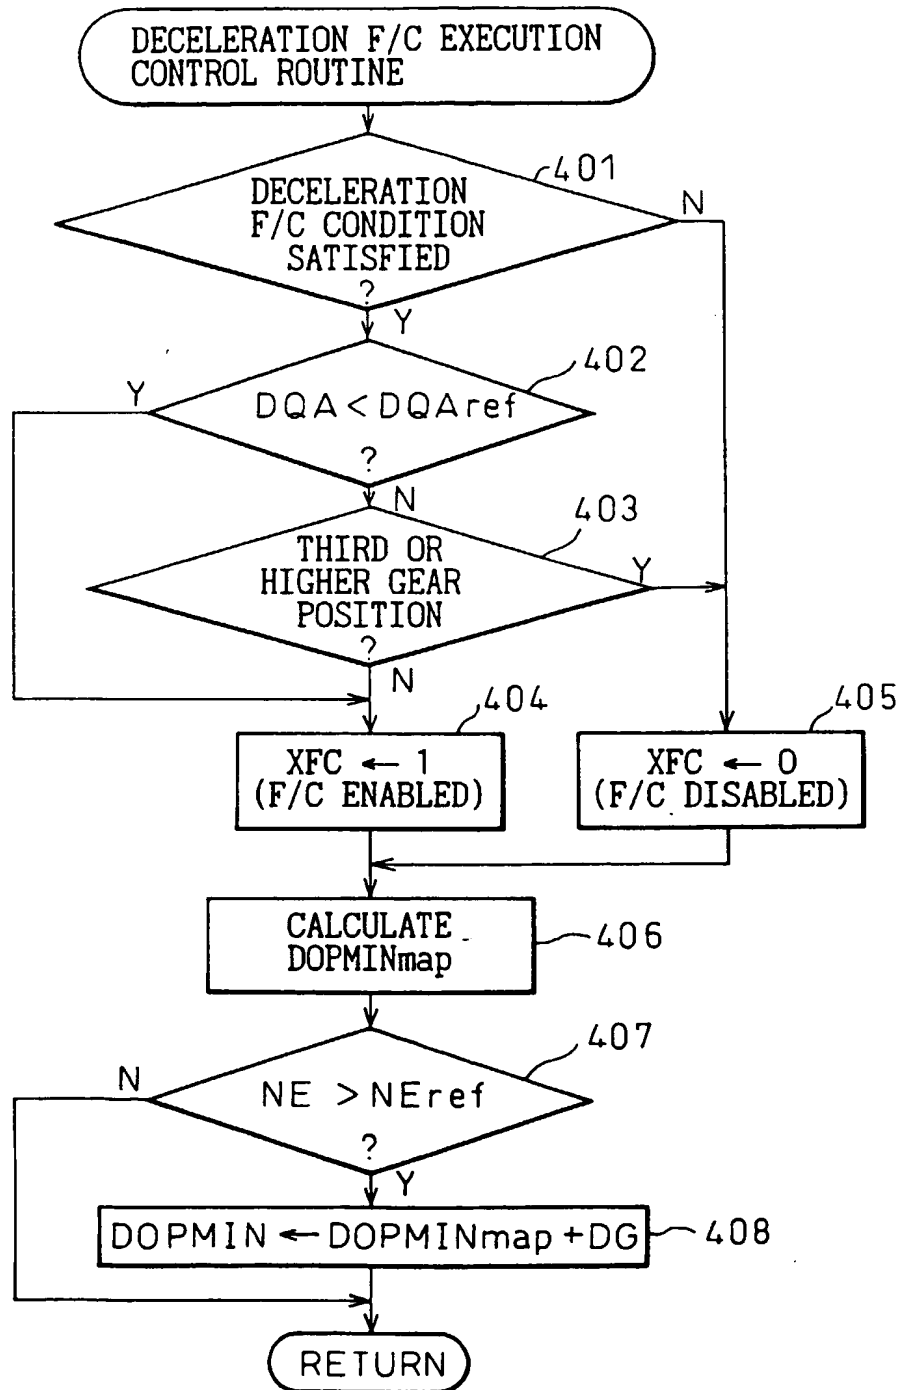 DECELERATION F/C EXECUTION
CONTROL ROUTINE
401
DECELERATION
F/C CONDITION
SATISFIED
?
N
Y
402
Y
DQA < DQAref
?
N
403
THIRD OR
HIGHER GEAR
POSITION
?
Y
N
404
XFC ← 1
(F/C ENABLED)
405
XFC ← 0
(F/C DISABLED)
CALCULATE
DOPMINmap
406
407
N
NE > NEref
?
Y
DOPMIN ← DOPMINmap + DG
408
RETURN